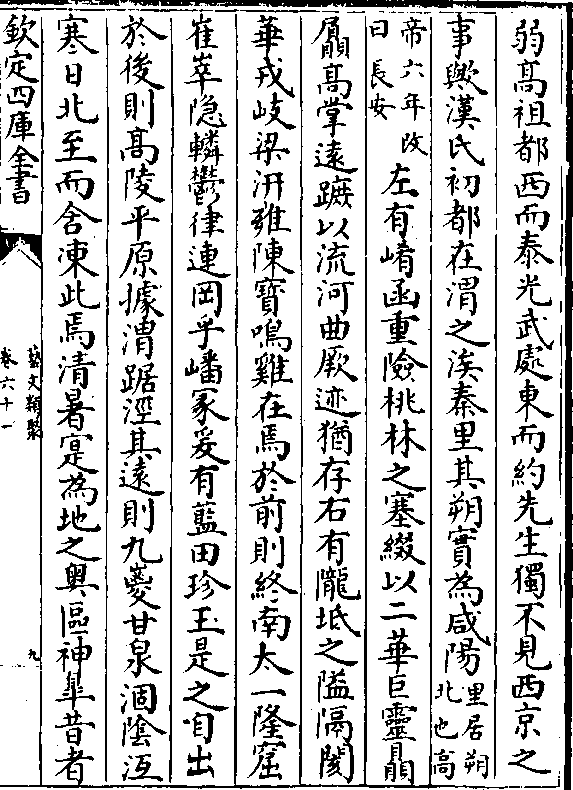 弱髙祖都西而泰光武處東而約先生獨不見西京之
事歟漢氏初都在渭之涘秦里其朔實為咸陽里居朔北也髙
帝六年改曰長安左有崤函重險桃林之塞綴以二華巨靈贔
屭髙掌遠蹠以流河曲厥迹猶存右有隴坻之隘隔閡
華戎岐梁汧雍陳寶鳴雞在焉於前則終南太一隆窟
崔崒隐轔鬱律連岡乎嶓冢爰有藍田珍玉是之自出
於後則髙陵平原據渭踞涇其遠則九嵕甘泉涸陰沍
寒日北至而含凍此焉清暑寔為地之奥區神臯昔者
欽定四庫全書
藝文類聚
卷六十一
九